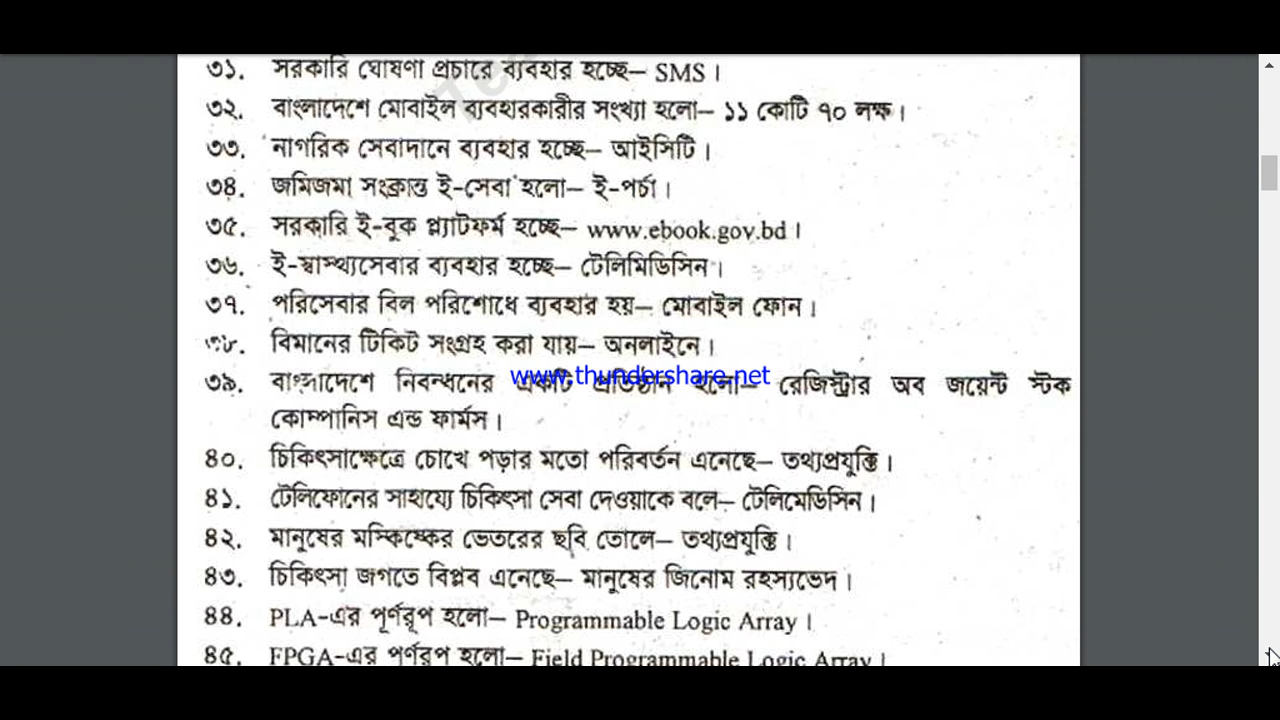 ৩১. সরকারি ঘোষণা প্রচারে ব্যবহার হচ্ছে– SMS।
৩২. বাংলাদেশে মোবাইল ব্যবহারকারীর সংখ্যা হলো– ১১ কোটি ৭০ লক্ষ।
৩৩. নাগরিক সেবাদানে ব্যবহার হচ্ছে– আইসিটি।
৩৪. জমিজমা সংক্রান্ত ই-সেবা হলো– ই-পর্চা।
৩৫. সরকারি ই-বুক প্ল্যাটফর্ম হচ্ছে– www.ebook.gov.bd।
৩৬. ই-স্বাস্থ্যসেবার ব্যবহার হচ্ছে– টেলিমিডিসিন।
৩৭. পরিসেবার বিল পরিশোধে ব্যবহার হয়– মোবাইল ফোন।
৩৮. বিমানের টিকিট সংগ্রহ করা যায়– অনলাইনে।
www.thundershare.net
৩৯. বাংলাদেশে নিবন্ধনের একটি প্রতিষ্ঠান হলো– রেজিস্ট্রার অব জয়েন্ট স্টক
কোম্পানিস এন্ড ফার্মস।
৪০. চিকিৎসাক্ষেত্রে চোখে পড়ার মতো পরিবর্তন এনেছে– তথ্যপ্রযুক্তি।
৪১. টেলিফোনের সাহায্যে চিকিৎসা সেবা দেওয়াকে বলে– টেলিমেডিসিন।
৪২. মানুষের মস্কিষ্কের ভেতরের ছবি তোলে– তথ্যপ্রযুক্তি।
৪৩. চিকিৎসা জগতে বিপ্লব এনেছে– মানুষের জিনোম রহস্যভেদ।
৪৪. PLA-এর পূর্ণরূপ হলো– Programmable Logic Array।
৪৫. FPGA-এর পূর্ণরূপ হলো– Field Programmable Logic Array।